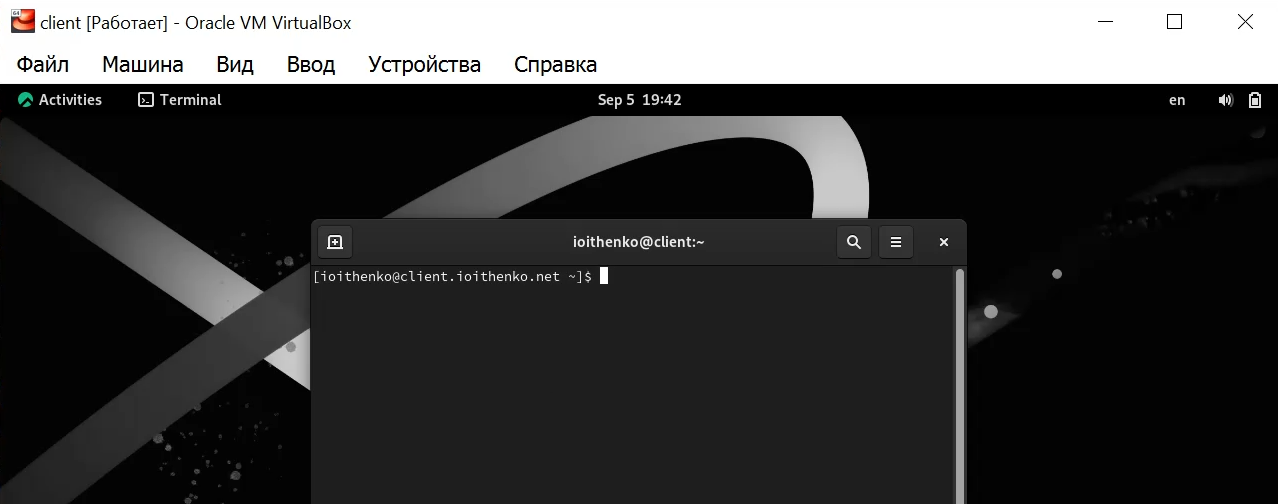 client [Работает] - Oracle VM VirtualBox
Файл Машина Вид Ввод Устройства Справка
Activities Terminal Sep 5 19:42 en
ioithenko@client:~
[ioithenko@client.ioithenko.net ~]$